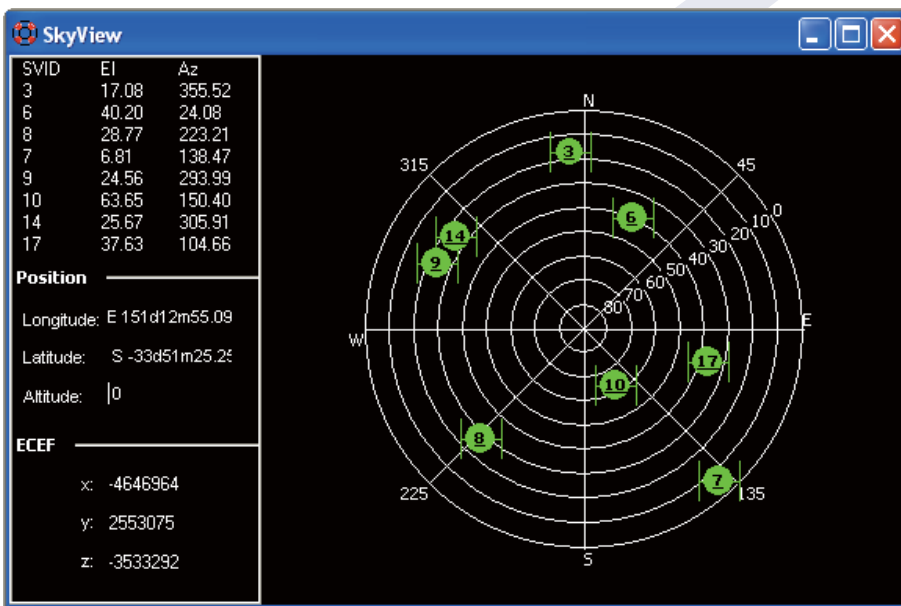 SkyView
SVID El Az
3 17.08 355.52
6 40.20 24.08
8 28.77 223.21
7 6.81 138.47
9 24.56 293.99
10 63.65 150.40
14 25.67 305.91
17 37.63 104.66
Position
Longitude: E 151d12m55.09
Latitude: S -33d51m25.25
Altitude: 0
ECEF
x: -4646964
y: 2553075
z: -3533292
N
3
315
45
6
0
10
20
30
40
50
60
70
80
14
9
W
E
17
10
8
7
225
135
S